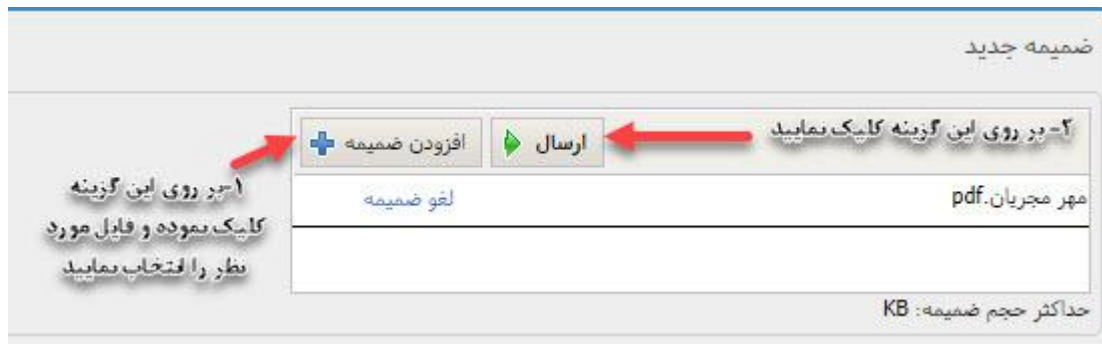 ضمیمه جدید
۲- بر روی این گزینه کلیک نمایید
ارسال
افزودن ضمیمه
۱-بر روی این گزینه
کلیک نموده و فایل مورد
نظر را انتخاب نمایید
مهر مجریان.pdf
لغو ضمیمه
حداکثر حجم ضمیمه: KB